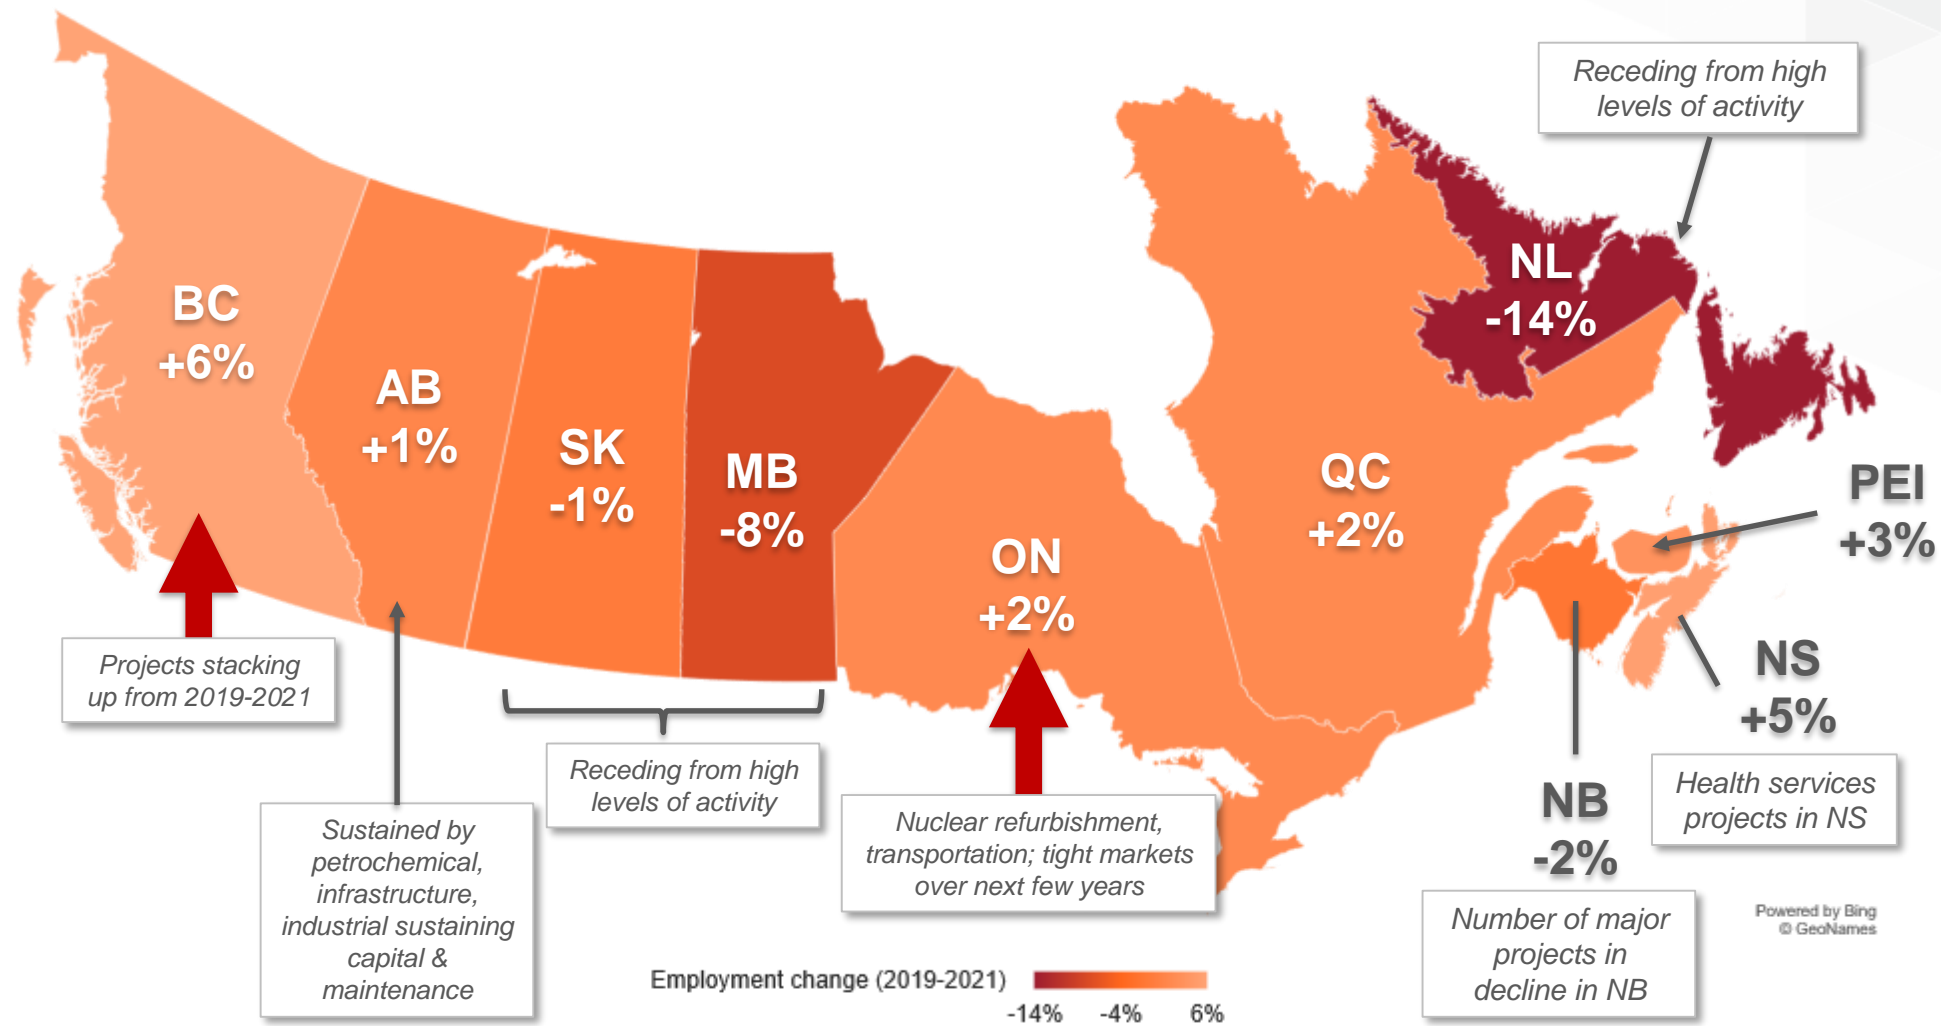 Receding from high
levels of activity
NL
-14%
BC
+6%
AB
+1%
SK
-1%
MB
-8%
ON
+2%
QC
+2%
PEI
+3%
NS
+5%
Health services
projects in NS
NB
-2%
Number of major
projects in
decline in NB
Projects stacking
up from 2019-2021
Sustained by
petrochemical,
infrastructure,
industrial sustaining
capital &
maintenance
Receding from high
levels of activity
Nuclear refurbishment,
transportation; tight markets
over next few years
Powered by Bing
© GeoNames
Employment change (2019-2021)
-14% -4% 6%